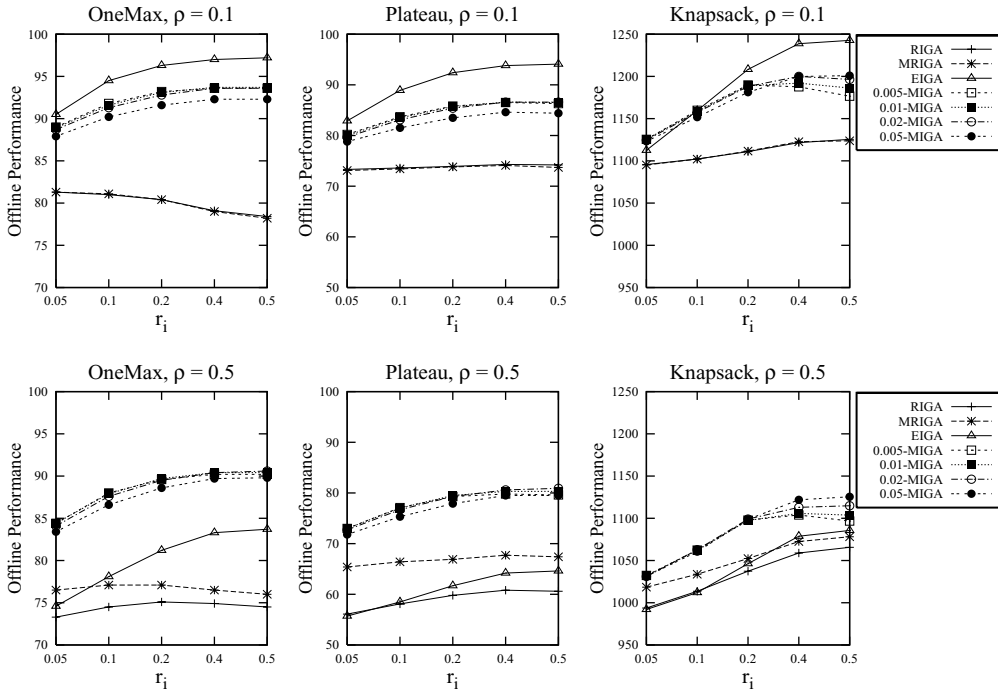 OneMax, ρ = 0.1
Offline Performance
100
95
90
85
80
75
70
0.05 0.1 0.2 0.4 0.5
r_i
Plateau, ρ = 0.1
Offline Performance
100
90
80
70
60
50
0.05 0.1 0.2 0.4 0.5
r_i
Knapsack, ρ = 0.1
Offline Performance
1250
1200
1150
1100
1050
1000
950
0.05 0.1 0.2 0.4 0.5
r_i
RIGA
MRIGA
EIGA
0.005-MIGA
0.01-MIGA
0.02-MIGA
0.05-MIGA
OneMax, ρ = 0.5
Offline Performance
100
95
90
85
80
75
70
0.05 0.1 0.2 0.4 0.5
r_i
Plateau, ρ = 0.5
Offline Performance
100
90
80
70
60
50
0.05 0.1 0.2 0.4 0.5
r_i
Knapsack, ρ = 0.5
Offline Performance
1250
1200
1150
1100
1050
1000
950
0.05 0.1 0.2 0.4 0.5
r_i
RIGA
MRIGA
EIGA
0.005-MIGA
0.01-MIGA
0.02-MIGA
0.05-MIGA